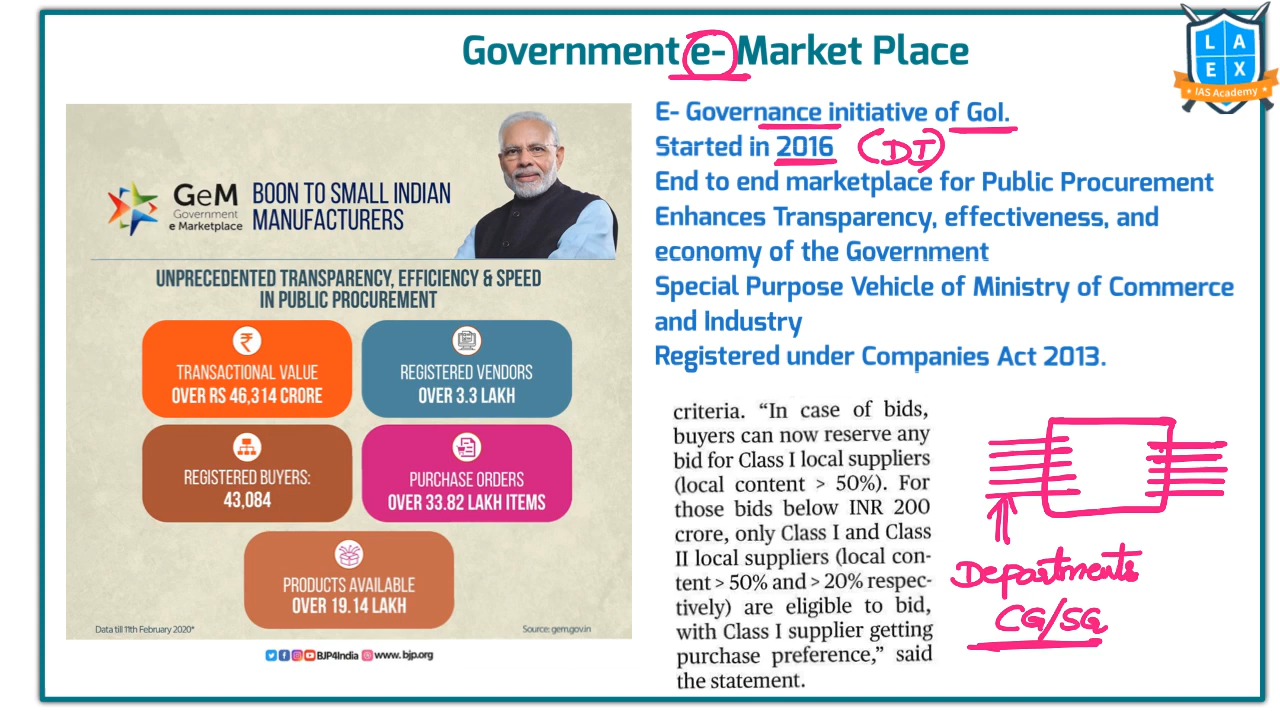 Government e- Market Place
L A
E X
IAS Academy
GeM
Government
e Marketplace
BOON TO SMALL INDIAN
MANUFACTURERS
UNPRECEDENTED TRANSPARENCY, EFFICIENCY & SPEED
IN PUBLIC PROCUREMENT
TRANSACTIONAL VALUE
OVER RS 46,314 CRORE
REGISTERED VENDORS
OVER 3.3 LAKH
REGISTERED BUYERS:
43,084
PURCHASE ORDERS
OVER 33.82 LAKH ITEMS
PRODUCTS AVAILABLE
OVER 19.14 LAKH
Data till 11th February 2020*
Source: gem.gov.in
BJP4India www.bjp.org
E- Governance initiative of GoI.
Started in 2016 (DI)
End to end marketplace for Public Procurement
Enhances Transparency, effectiveness, and
economy of the Government
Special Purpose Vehicle of Ministry of Commerce
and Industry
Registered under Companies Act 2013.
criteria. “In case of bids,
buyers can now reserve any
bid for Class I local suppliers
(local content > 50%). For
those bids below INR 200
crore, only Class I and Class
II local suppliers (local con-
tent > 50% and > 20% respec-
tively) are eligible to bid,
with Class I supplier getting
purchase preference,” said
the statement.
Departments
CG/SG